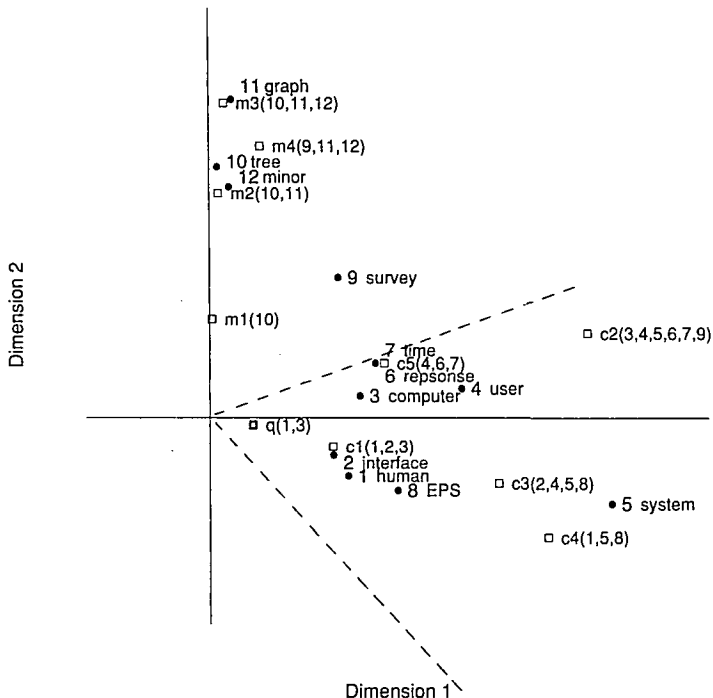 11 graph
m3(10,11,12)
m4(9,11,12)
10 tree
12 minor
m2(10,11)
9 survey
Dimension 2
m1(10)
c2(3,4,5,6,7,9)
7 time
c5(4,6,7)
6 repsonse
4 user
3 computer
q(1,3)
c1(1,2,3)
2 interface
1 human
c3(2,4,5,8)
8 EPS
5 system
c4(1,5,8)
Dimension 1